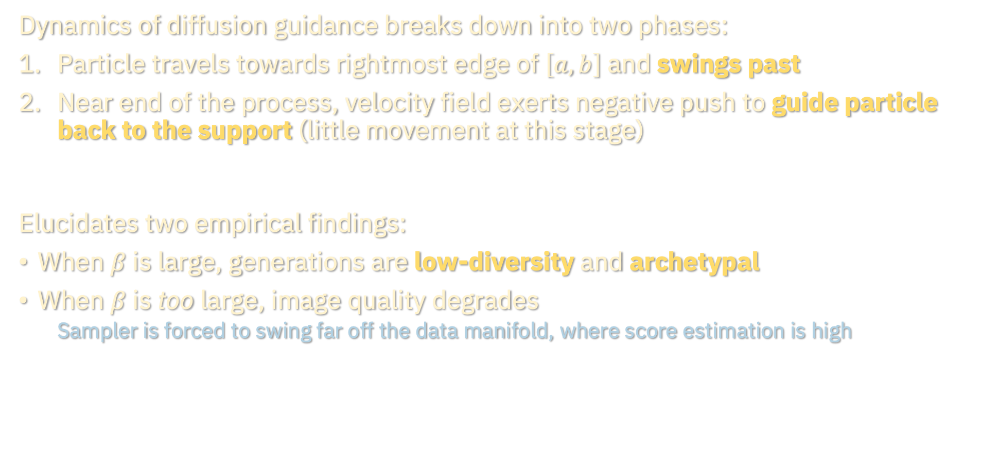 Dynamics of diffusion guidance breaks down into two phases:
1. Particle travels towards rightmost edge of [a, b] and swings past
2. Near end of the process, velocity field exerts negative push to guide particle
back to the support (little movement at this stage)
Elucidates two empirical findings:
• When β is large, generations are low-diversity and archetypal
• When β is too large, image quality degrades
Sampler is forced to swing far off the data manifold, where score estimation is high